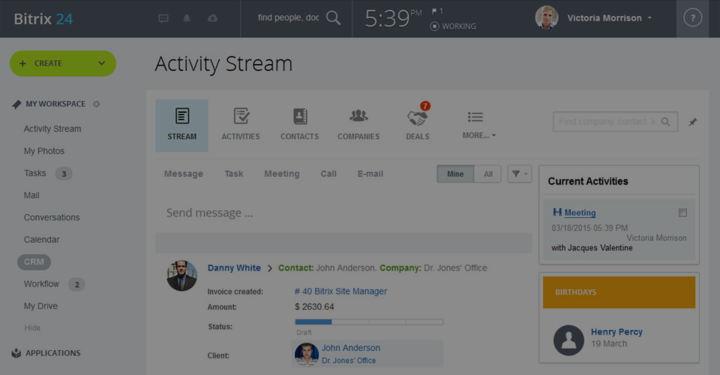 Bitrix 24
find people, doc
5:39 PM
1
WORKING
Victoria Morrison
?
+ CREATE
Activity Stream
MY WORKSPACE
Activity Stream
My Photos
Tasks 3
Mail
Conversations
Calendar
CRM
Workflow 2
My Drive
Hide
APPLICATIONS
STREAM
ACTIVITIES
CONTACTS
COMPANIES
7
DEALS
MORE...
Find company, contact
Message Task Meeting Call E-mail
Mine All
Send message ...
Danny White > Contact: John Anderson. Company: Dr. Jones' Office
Invoice created: # 40 Bitrix Site Manager
Amount: $ 2630.64
Status:
Draft
Client: John Anderson
Dr. Jones' Office
Current Activities
Meeting
03/18/2015 05:39 PM
Victoria Morrison
with Jacques Valentine
BIRTHDAYS
Henry Percy
19 March